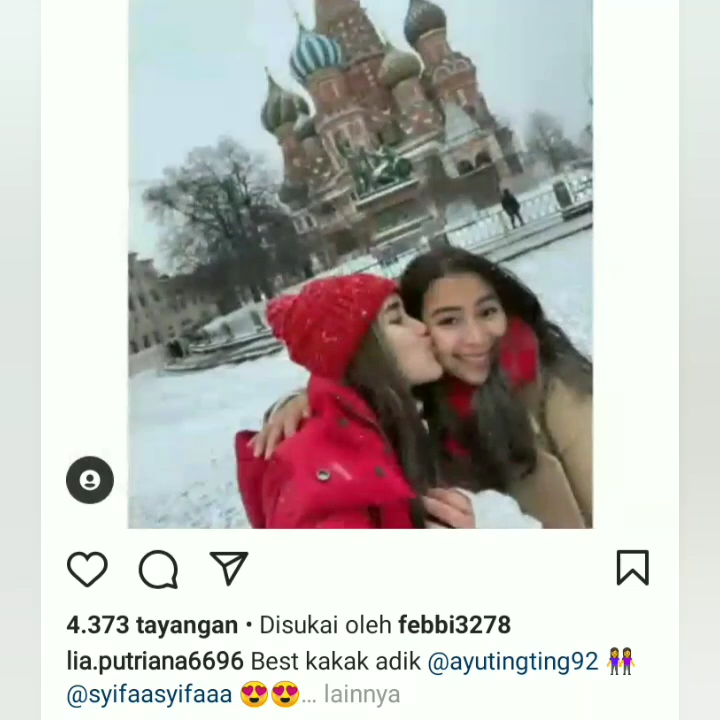 4.373 tayangan • Disukai oleh febbi3278
lia.putriana6696 Best kakak adik @ayutingting92 👭
@syifaasyifaaa 😍😍... lainnya